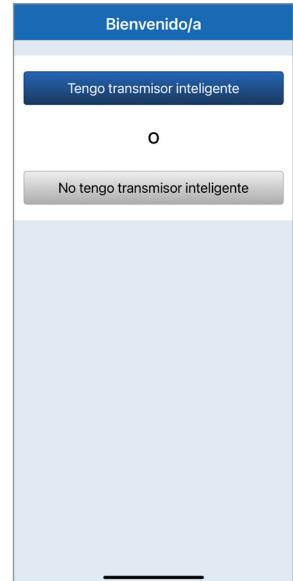 Bienvenido/a
Tengo transmisor inteligente
O
No tengo transmisor inteligente